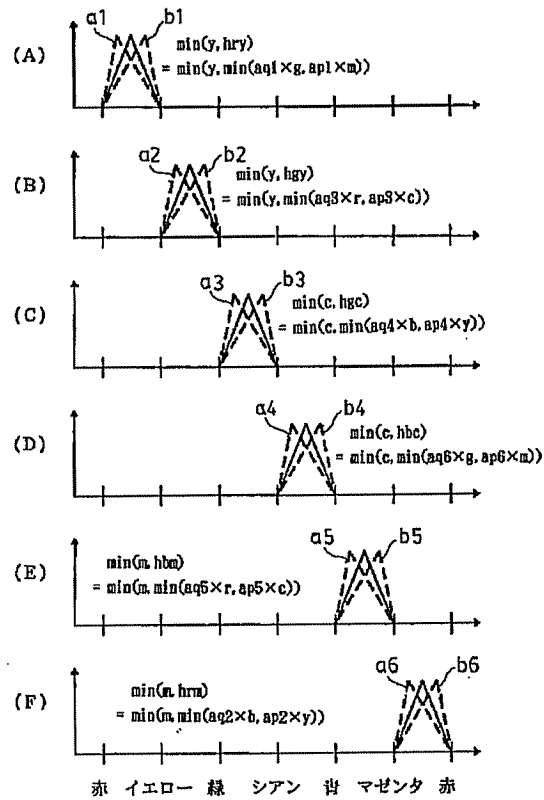 (A)
a1 b1
min(y, hry)
= min(y, min(aq1×g, ap1×m))
(B)
a2 b2
min(y, hgy)
= min(y, min(aq3×r, ap3×c))
(C)
a3 b3
min(c, hgc)
= min(c, min(aq4×b, ap4×y))
(D)
a4 b4
min(c, hbc)
= min(c, min(aq6×g, ap6×m))
(E)
a5 b5
min(m, hbm)
= min(m, min(aq5×r, ap5×c))
(F)
a6 b6
min(m, hrm)
= min(m, min(aq2×b, ap2×y))
赤 イエロー 緑 シアン 青 マゼンタ 赤